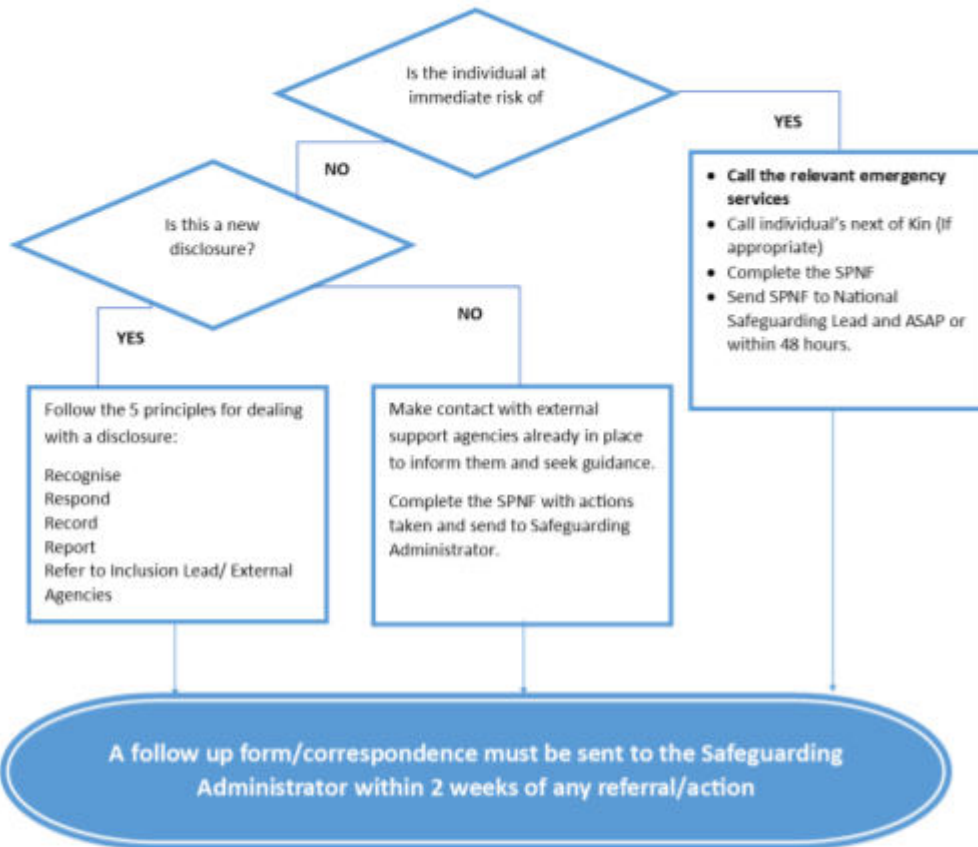 Is the individual at
immediate risk of
YES
NO
• Call the relevant emergency
services
• Call individual's next of Kin (If
appropriate)
• Complete the SPNF
• Send SPNF to National
Safeguarding Lead and ASAP or
within 48 hours.
Is this a new
disclosure?
YES
NO
Follow the 5 principles for dealing
with a disclosure:
Recognise
Respond
Record
Report
Refer to Inclusion Lead/ External
Agencies
Make contact with external
support agencies already in place
to inform them and seek guidance.
Complete the SPNF with actions
taken and send to Safeguarding
Administrator.
A follow up form/correspondence must be sent to the Safeguarding
Administrator within 2 weeks of any referral/action